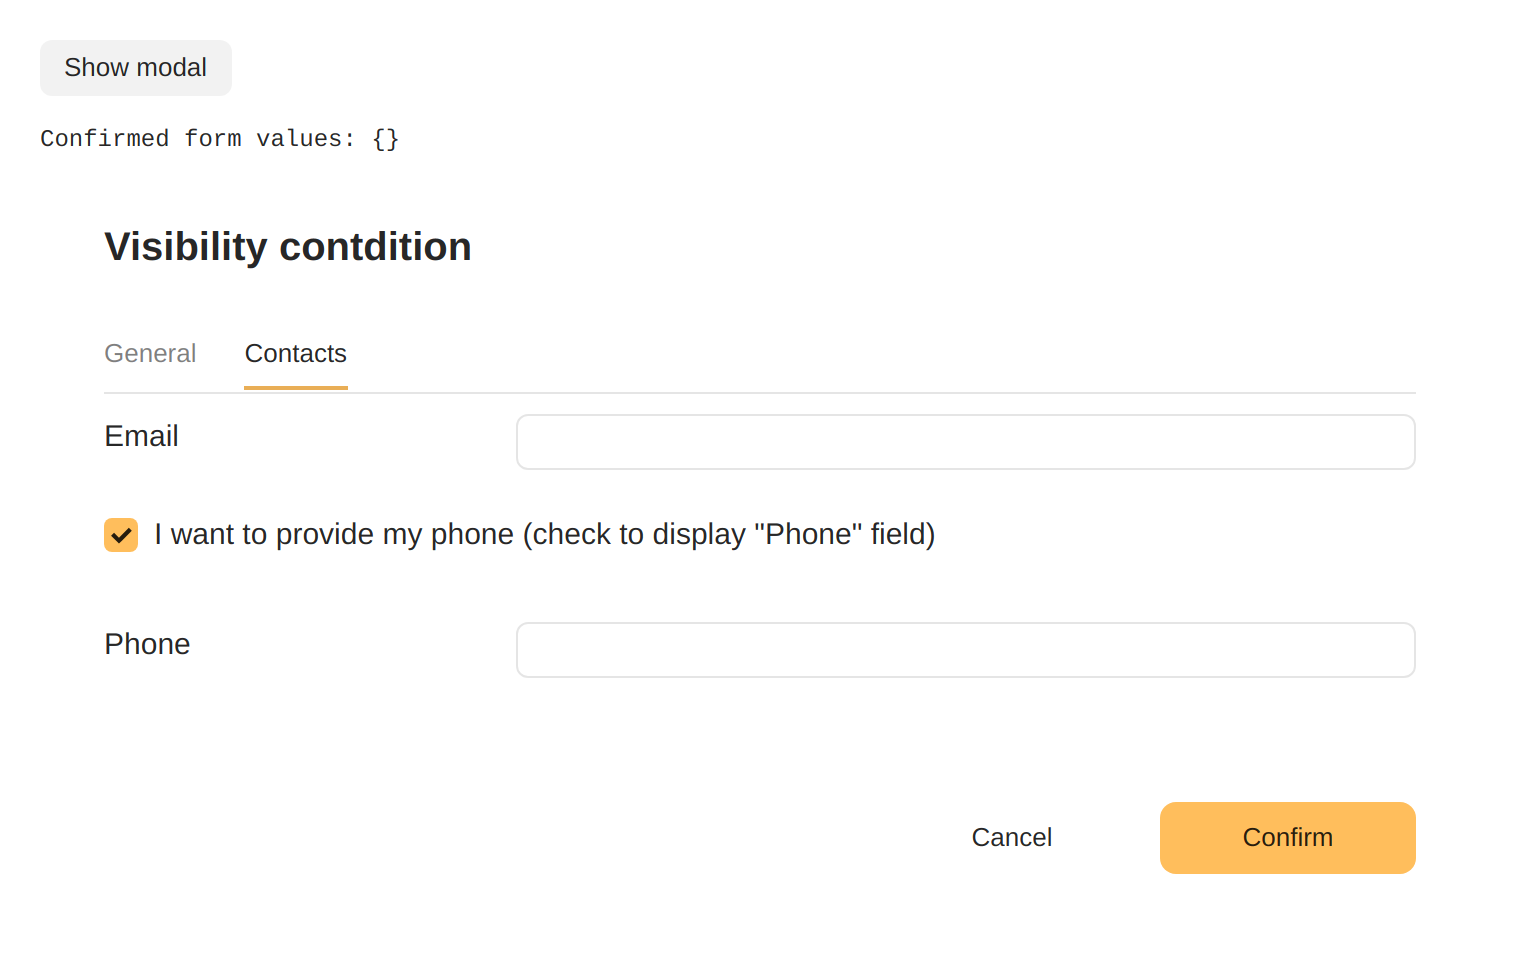 Show modal
Confirmed form values: {}
Visibility contdition
General Contacts
Email
I want to provide my phone (check to display "Phone" field)
Phone
Cancel Confirm